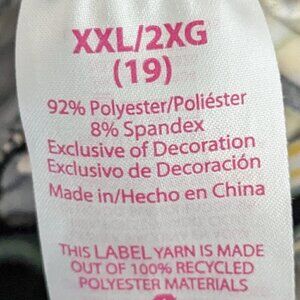 XXL/2XG
(19)
92% Polyester/Poliéster
8% Spandex
Exclusive of Decoration
Exclusivo de Decoración
Made in/Hecho en China
THIS LABEL YARN IS MADE
OUT OF 100% RECYCLED
POLYESTER MATERIALS